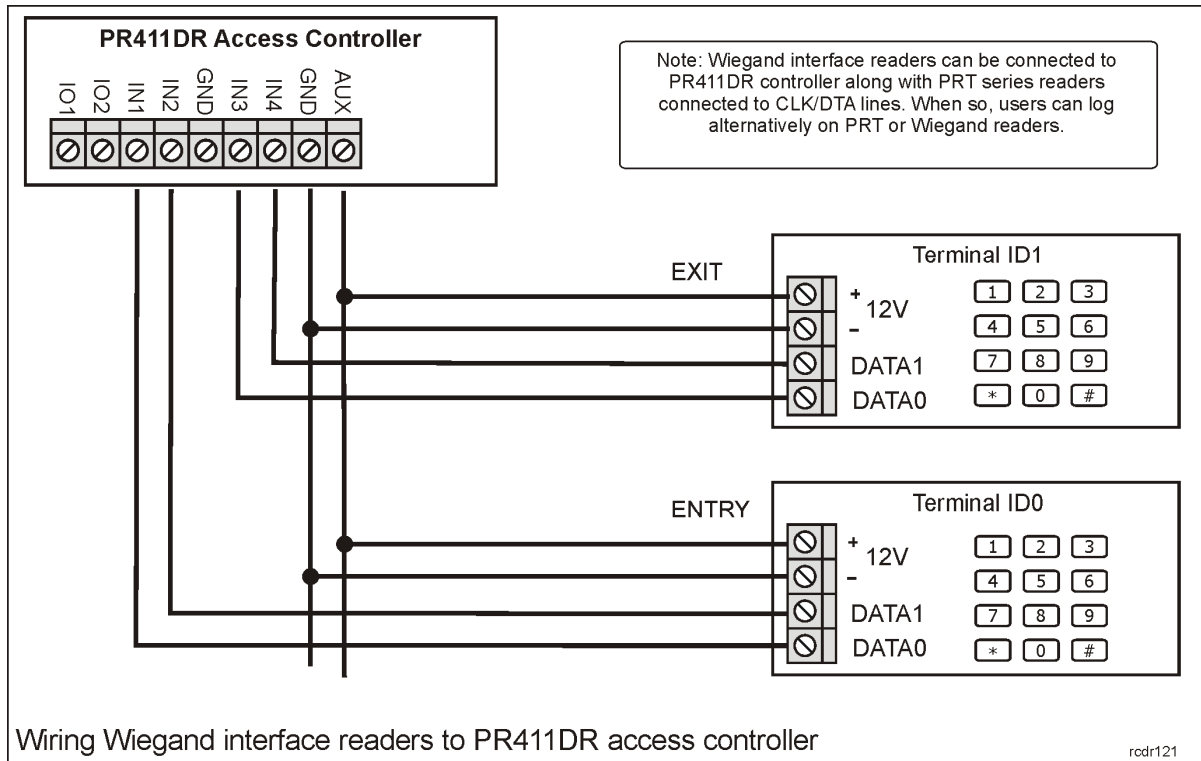 PR411DR Access Controller
IO1
IO2
IN1
IN2
GND
IN3
IN4
GND
AUX
Note: Wiegand interface readers can be connected to
PR411DR controller along with PRT series readers
connected to CLK/DTA lines. When so, users can log
alternatively on PRT or Wiegand readers.
EXIT
Terminal ID1
+
12V
-
DATA1
DATA0
1 2 3
4 5 6
7 8 9
* 0 #
ENTRY
Terminal ID0
+
12V
-
DATA1
DATA0
1 2 3
4 5 6
7 8 9
* 0 #
Wiring Wiegand interface readers to PR411DR access controller
rcdr121